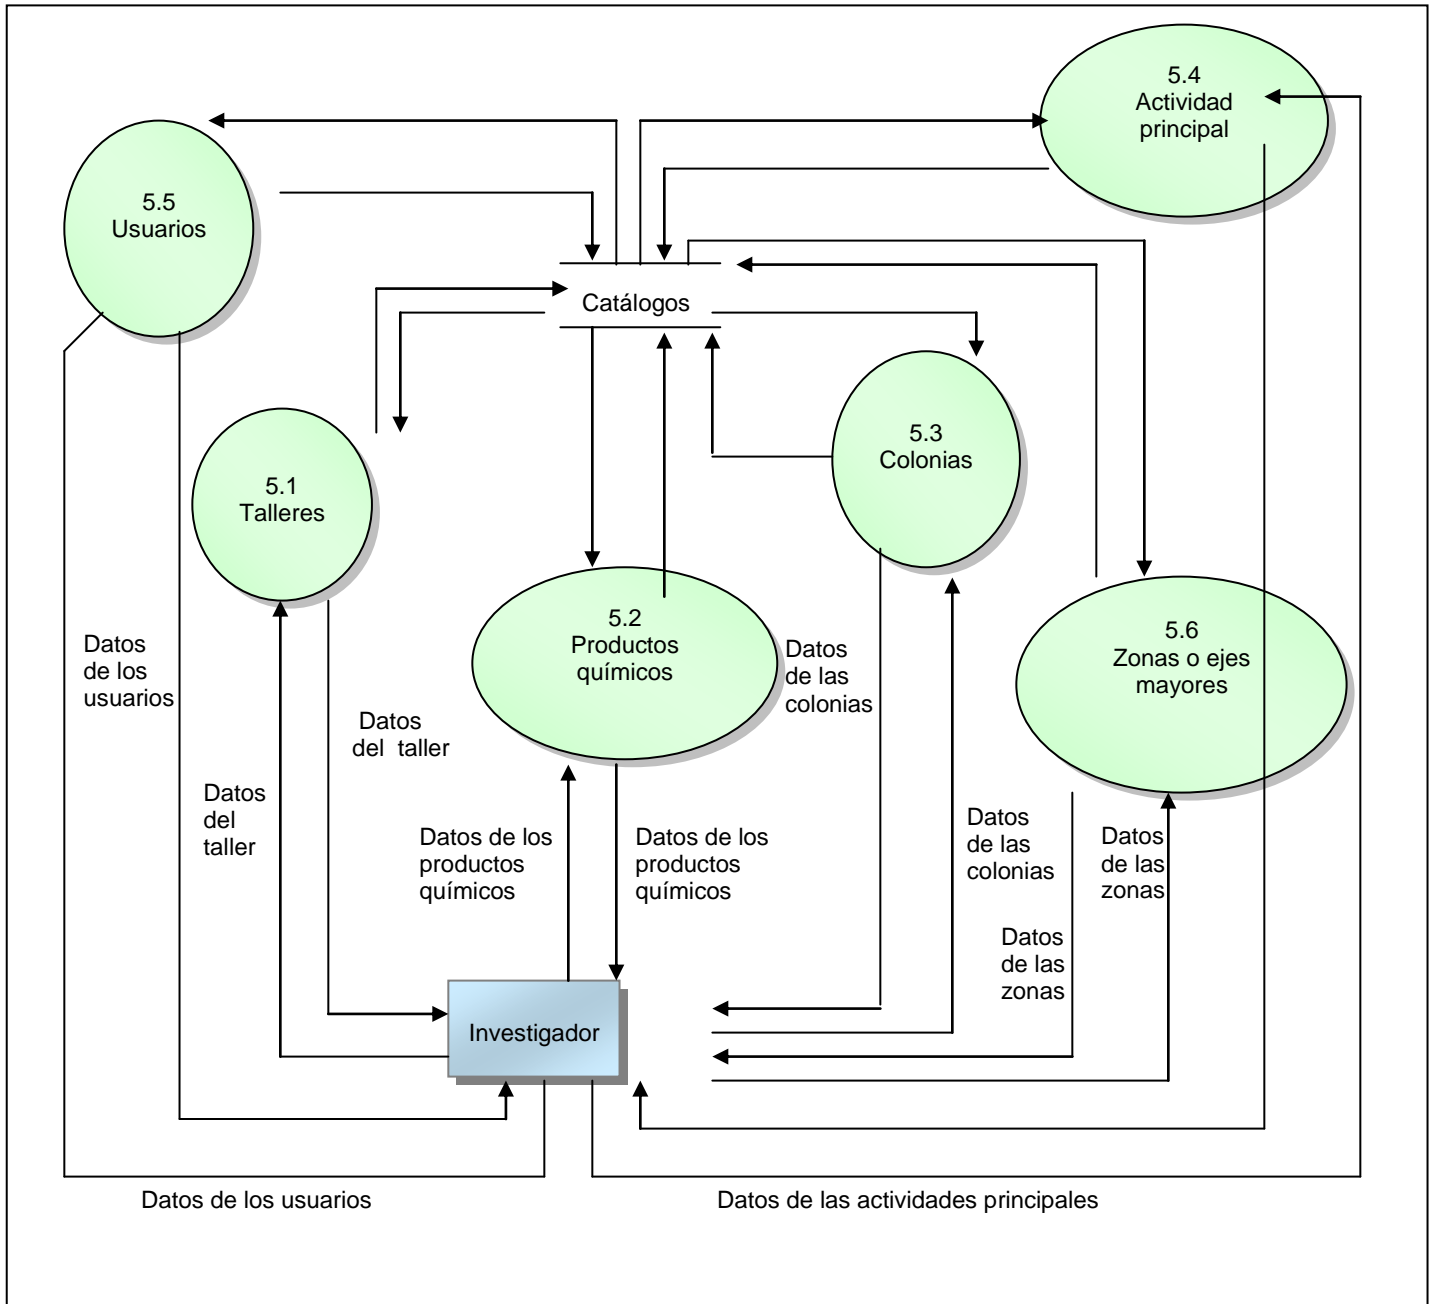 5.4
Actividad
principal
5.5
Usuarios
Catálogos
5.3
Colonias
5.1
Talleres
5.2
Productos
químicos
5.6
Zonas o ejes
mayores
Datos
de los
usuarios
Datos
de las
colonias
Datos
del taller
Datos
del
taller
Datos de los
productos
químicos
Datos de los
productos
químicos
Datos
de las
colonias
Datos
de las
zonas
Datos
de las
zonas
Investigador
Datos de los usuarios
Datos de las actividades principales